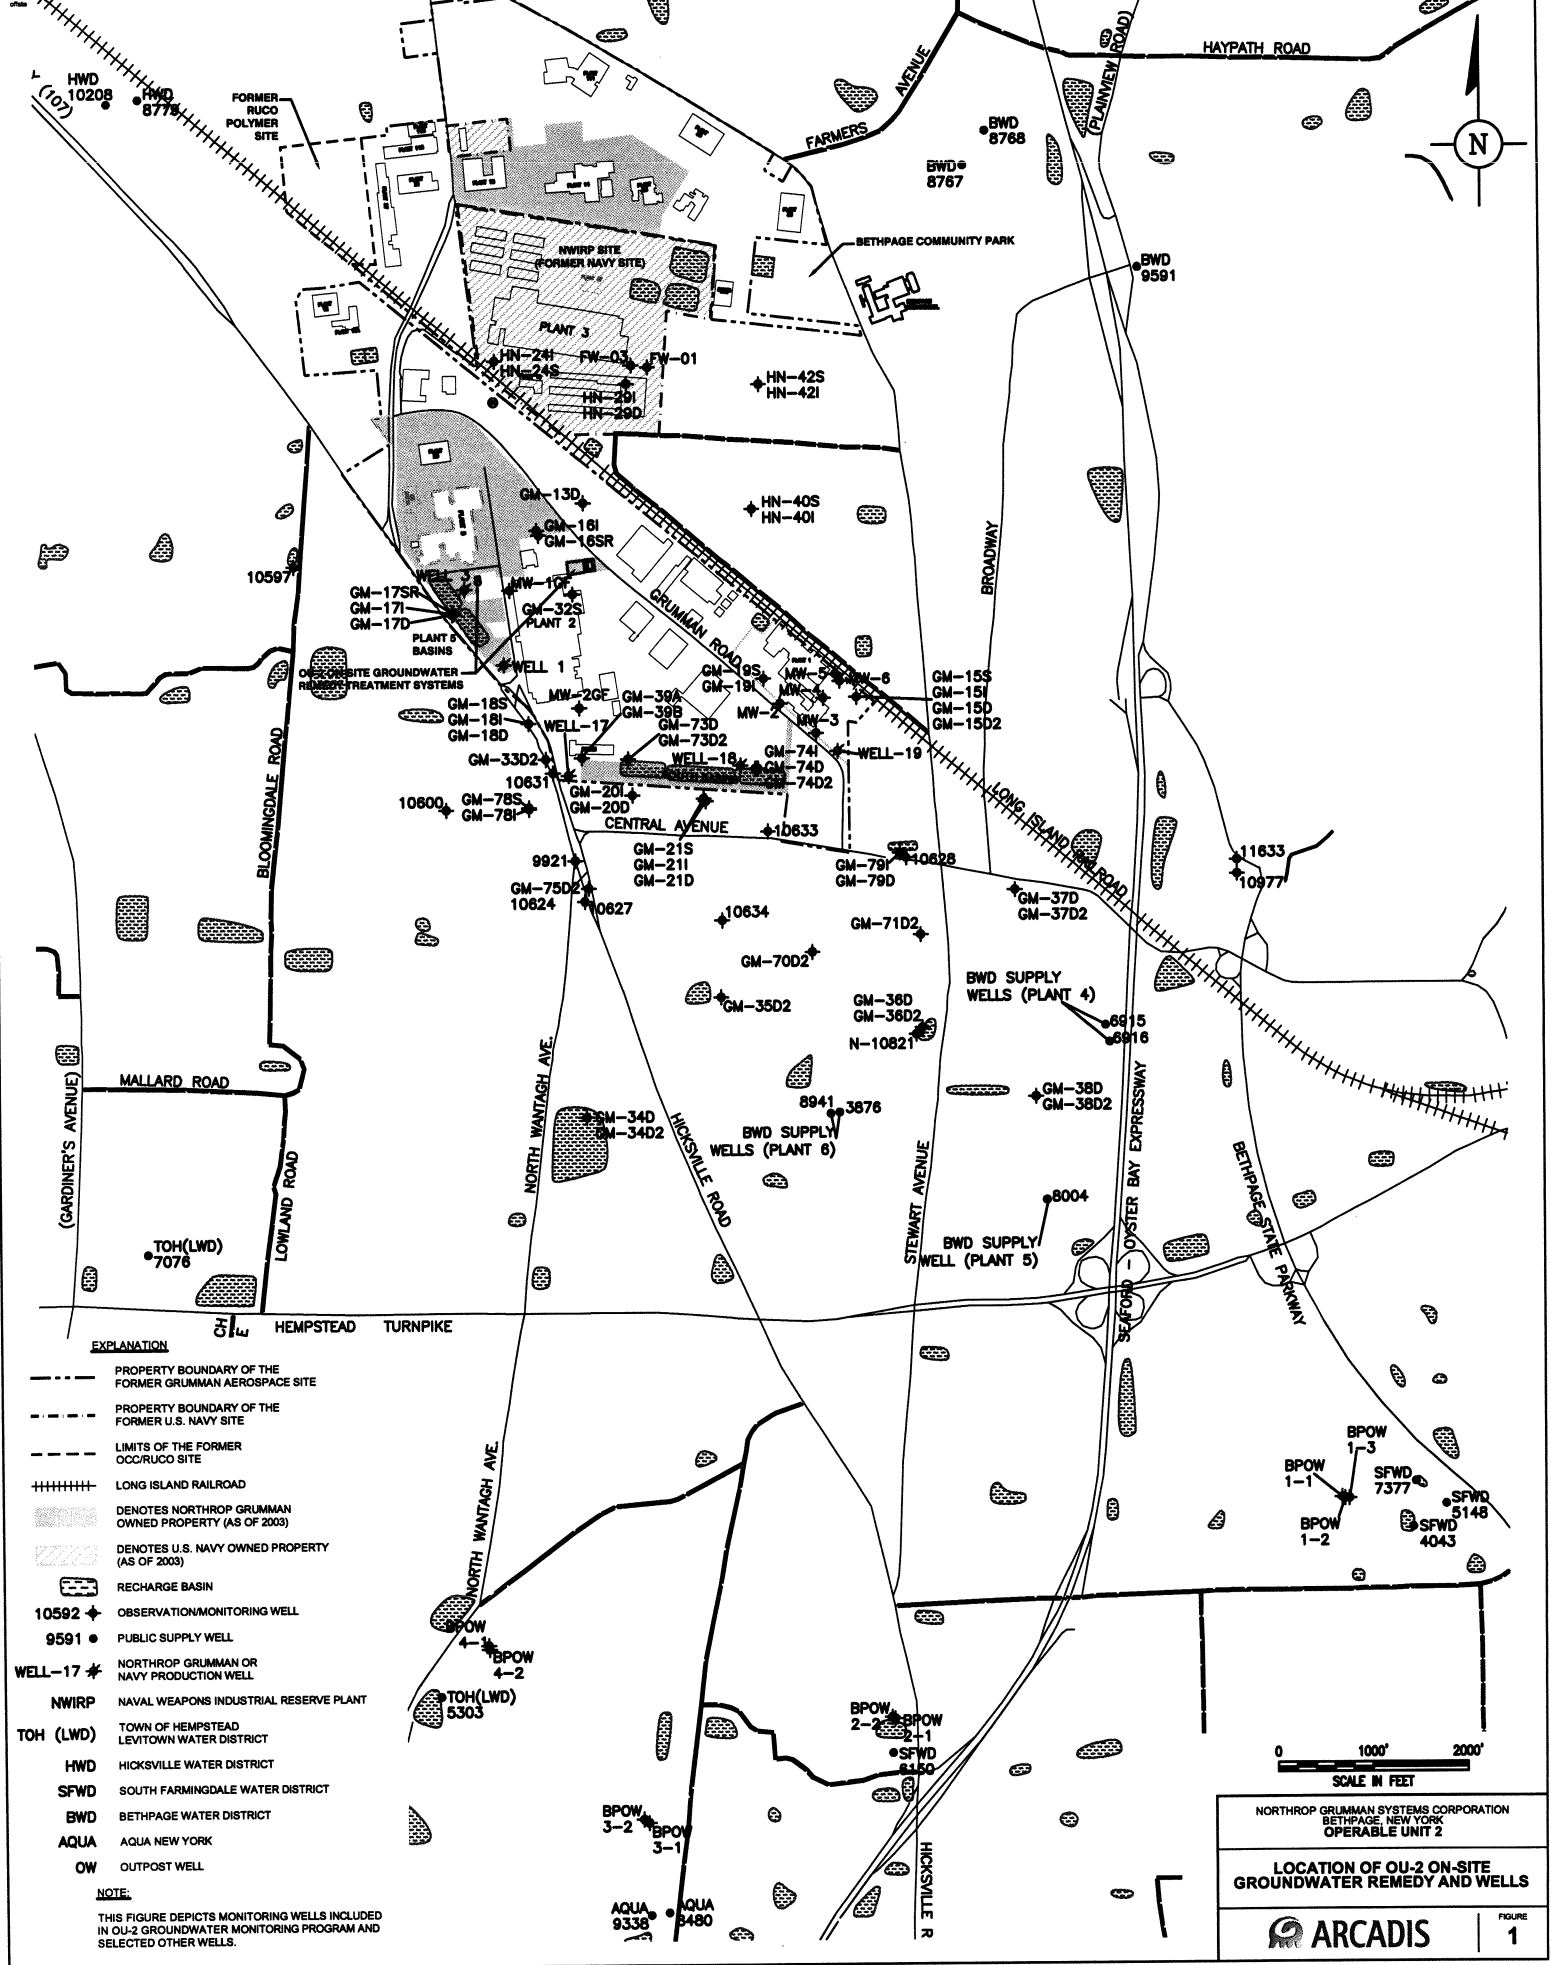 HAYPATH ROAD
(PLAINVIEW ROAD)
FARMERS
AVENUE
N
HWD
10208
HWD
8779
(107)
FORMER
RUCO
POLYMER
SITE
BWD
8768
BWD
8767
BETHPAGE COMMUNITY PARK
BWD
9591
NWIRP SITE
(FORMER NAVY SITE)
PLANT 3
HN-24I
HN-24S
FW-03
FW-01
HN-29I
HN-29D
HN-42S
HN-42I
HN-40S
HN-40I
GM-13D
GM-16I
GM-16SR
10597
WELL 3
MW-1GF
GM-17SR
GM-17I
GM-17D
GM-32S
PLANT 2
PLANT 5
BASINS
GRUMMAN ROAD
BROADWAY
OU-2 ON-SITE GROUNDWATER
REMEDY TREATMENT SYSTEMS
WELL 1
GM-19S
GM-19I
MW-5
MW-6
MW-4
MW-2
MW-3
GM-15S
GM-15I
GM-15D
GM-15D2
GM-18S
GM-18I
GM-18D
MW-2GF
WELL-17
GM-39A
GM-39B
GM-73D
GM-73D2
WELL-18
WELL-19
GM-74I
GM-74D
GM-74D2
GM-33D2
10631
10600
GM-78S
GM-78I
GM-20I
GM-20D
CENTRAL AVENUE
10633
BLOOMINGDALE ROAD
LONG ISLAND RAILROAD
GM-21S
GM-21I
GM-21D
9921
GM-75D2
10624
10627
GM-79I
GM-79D
10628
11633
10977
GM-37D
GM-37D2
10634
GM-71D2
GM-70D2
GM-35D2
GM-36D
GM-36D2
N-10821
BWD SUPPLY
WELLS (PLANT 4)
6915
6916
MALLARD ROAD
(GARDINER'S AVENUE)
LOWLAND ROAD
NORTH WANTAGH AVE.
HICKSVILLE ROAD
GM-34D
GM-34D2
8941
3876
BWD SUPPLY
WELLS (PLANT 6)
GM-38D
GM-38D2
STEWART AVENUE
SEAFORD - OYSTER BAY EXPRESSWAY
BETHPAGE STATE PARKWAY
8004
BWD SUPPLY
WELL (PLANT 5)
TOH(LWD)
7076
HEMPSTEAD TURNPIKE
EXPLANATION
PROPERTY BOUNDARY OF THE
FORMER GRUMMAN AEROSPACE SITE
PROPERTY BOUNDARY OF THE
FORMER U.S. NAVY SITE
LIMITS OF THE FORMER
OCC/RUCO SITE
LONG ISLAND RAILROAD
DENOTES NORTHROP GRUMMAN
OWNED PROPERTY (AS OF 2003)
DENOTES U.S. NAVY OWNED PROPERTY
(AS OF 2003)
RECHARGE BASIN
10592 OBSERVATION/MONITORING WELL
9591 PUBLIC SUPPLY WELL
WELL-17 NORTHROP GRUMMAN OR
NAVY PRODUCTION WELL
NWIRP NAVAL WEAPONS INDUSTRIAL RESERVE PLANT
TOH (LWD) TOWN OF HEMPSTEAD
LEVITOWN WATER DISTRICT
HWD HICKSVILLE WATER DISTRICT
SFWD SOUTH FARMINGDALE WATER DISTRICT
BWD BETHPAGE WATER DISTRICT
AQUA AQUA NEW YORK
OW OUTPOST WELL
NOTE:
THIS FIGURE DEPICTS MONITORING WELLS INCLUDED
IN OU-2 GROUNDWATER MONITORING PROGRAM AND
SELECTED OTHER WELLS.
NORTH WANTAGH AVE.
BPOW
4-1
BPOW
4-2
TOH(LWD)
5303
BPOW
3-2
BPOW
3-1
AQUA
9338
AQUA
8480
BPOW
2-2
BPOW
2-1
SFWD
6150
HICKSVILLE R
BPOW
1-3
BPOW
1-1
BPOW
1-2
SFWD
7377
SFWD
5148
SFWD
4043
0 1000' 2000'
SCALE IN FEET
NORTHROP GRUMMAN SYSTEMS CORPORATION
BETHPAGE, NEW YORK
OPERABLE UNIT 2
LOCATION OF OU-2 ON-SITE
GROUNDWATER REMEDY AND WELLS
ARCADIS
FIGURE
1